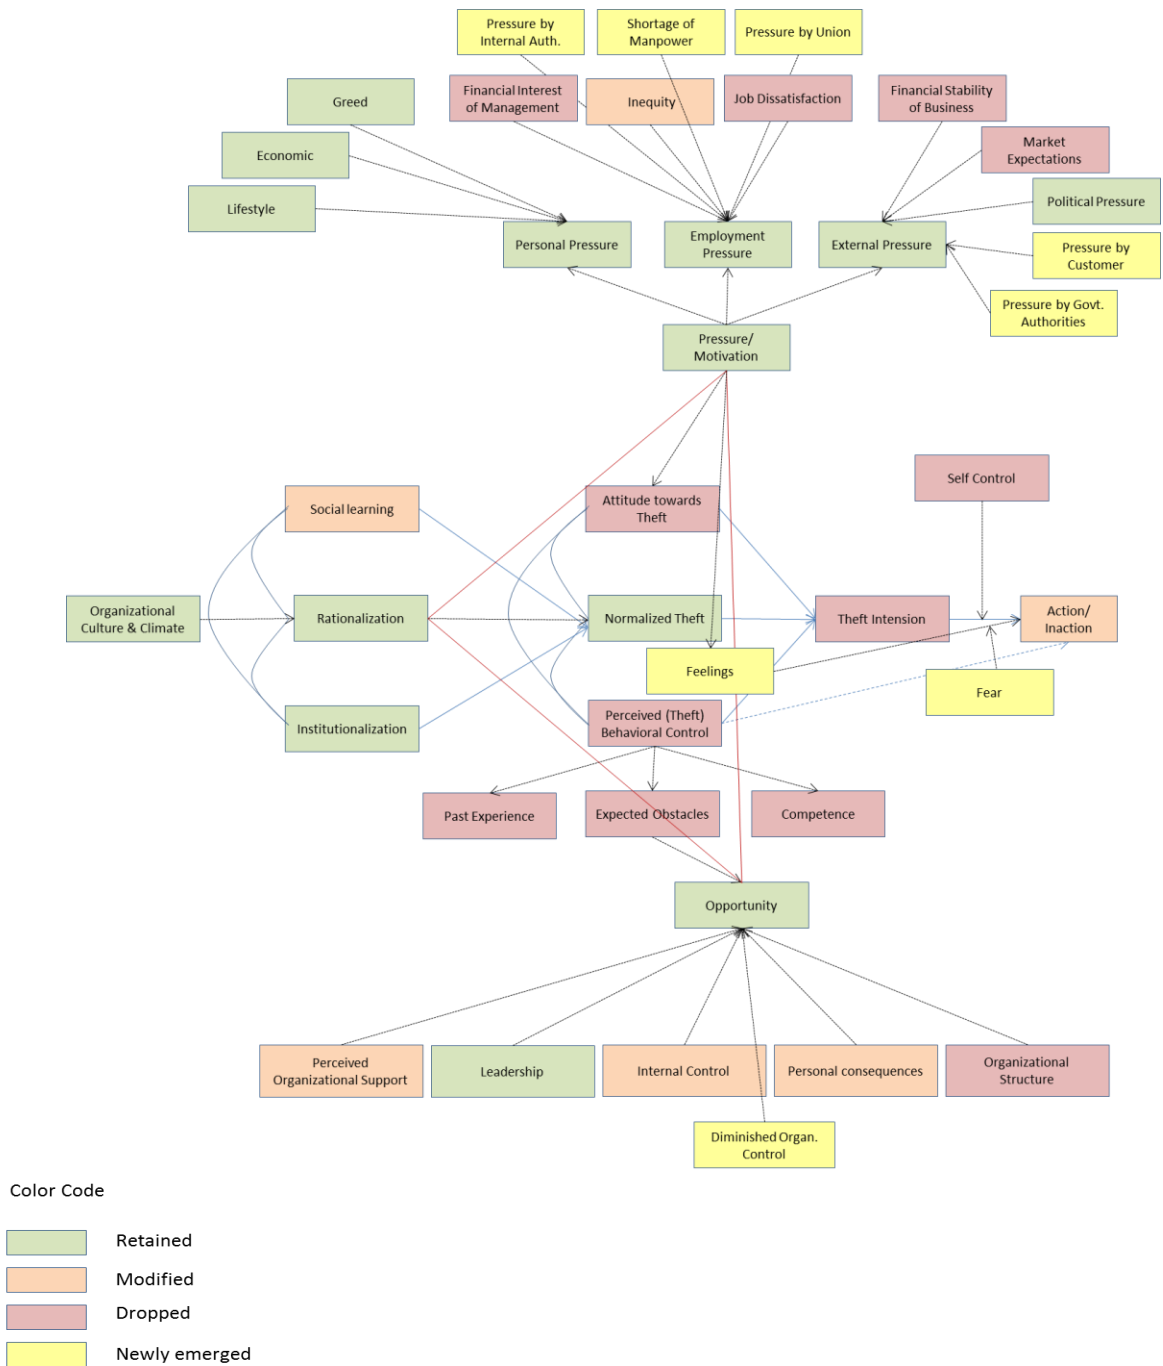 Pressure by
Internal Auth.
Shortage of
Manpower
Pressure by Union
Greed
Financial Interest
of Management
Inequity
Job Dissatisfaction
Financial Stability
of Business
Economic
Market
Expectations
Lifestyle
Political Pressure
Personal Pressure
Employment
Pressure
External Pressure
Pressure by
Customer
Pressure by Govt.
Authorities
Pressure/
Motivation
Self Control
Social learning
Attitude towards
Theft
Organizational
Culture & Climate
Rationalization
Normalized Theft
Theft Intension
Action/
Inaction
Feelings
Fear
Institutionalization
Perceived (Theft)
Behavioral Control
Past Experience
Expected Obstacles
Competence
Opportunity
Perceived
Organizational Support
Leadership
Internal Control
Personal consequences
Organizational
Structure
Diminished Organ.
Control
Color Code
Retained
Modified
Dropped
Newly emerged